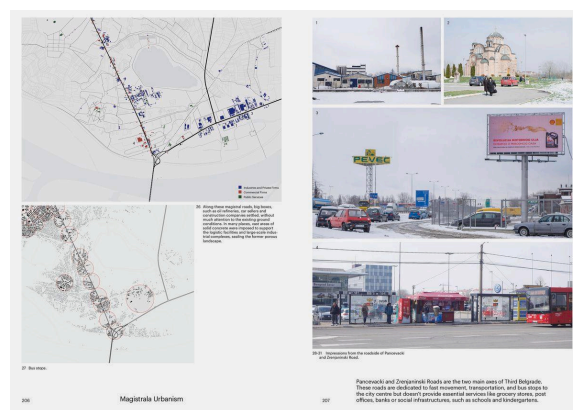 Industrial and Private Firms
Commercial Firms
Public Services
Along these magistral roads, big boxes,
such as oil refineries, car sellers and
construction companies settled, without
much attention to the existing ground
conditions. In many places, vast areas of
solid concrete were imposed to support
the logistic facilities and large-scale indus-
trial complexes, sealing the former porous
landscape.
27 Bus stops.
206
Magistrala Urbanism
1
2
3
PEVEC
Impressions from the roadside of Pancevacki
and Zrenjaninski Road.
207
Pancevacki and Zrenjaninski Roads are the two main axes of Third Belgrade.
These roads are dedicated to fast movement, transportation, and bus stops to
the city centre but doesn't provide essential services like grocery stores, post
offices, banks or social infrastructures, such as schools and kindergartens.